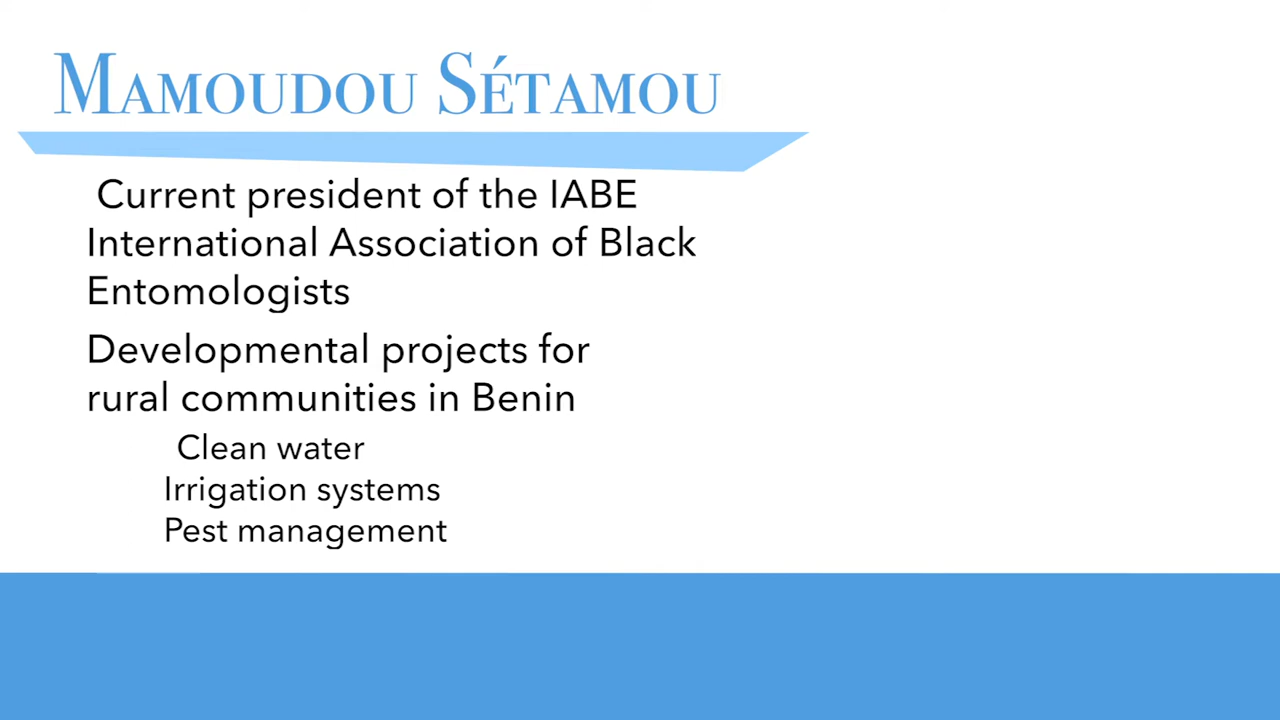 Mamoudou Sétamou
Current president of the IABE
International Association of Black
Entomologists
Developmental projects for
rural communities in Benin
Clean water
Irrigation systems
Pest management